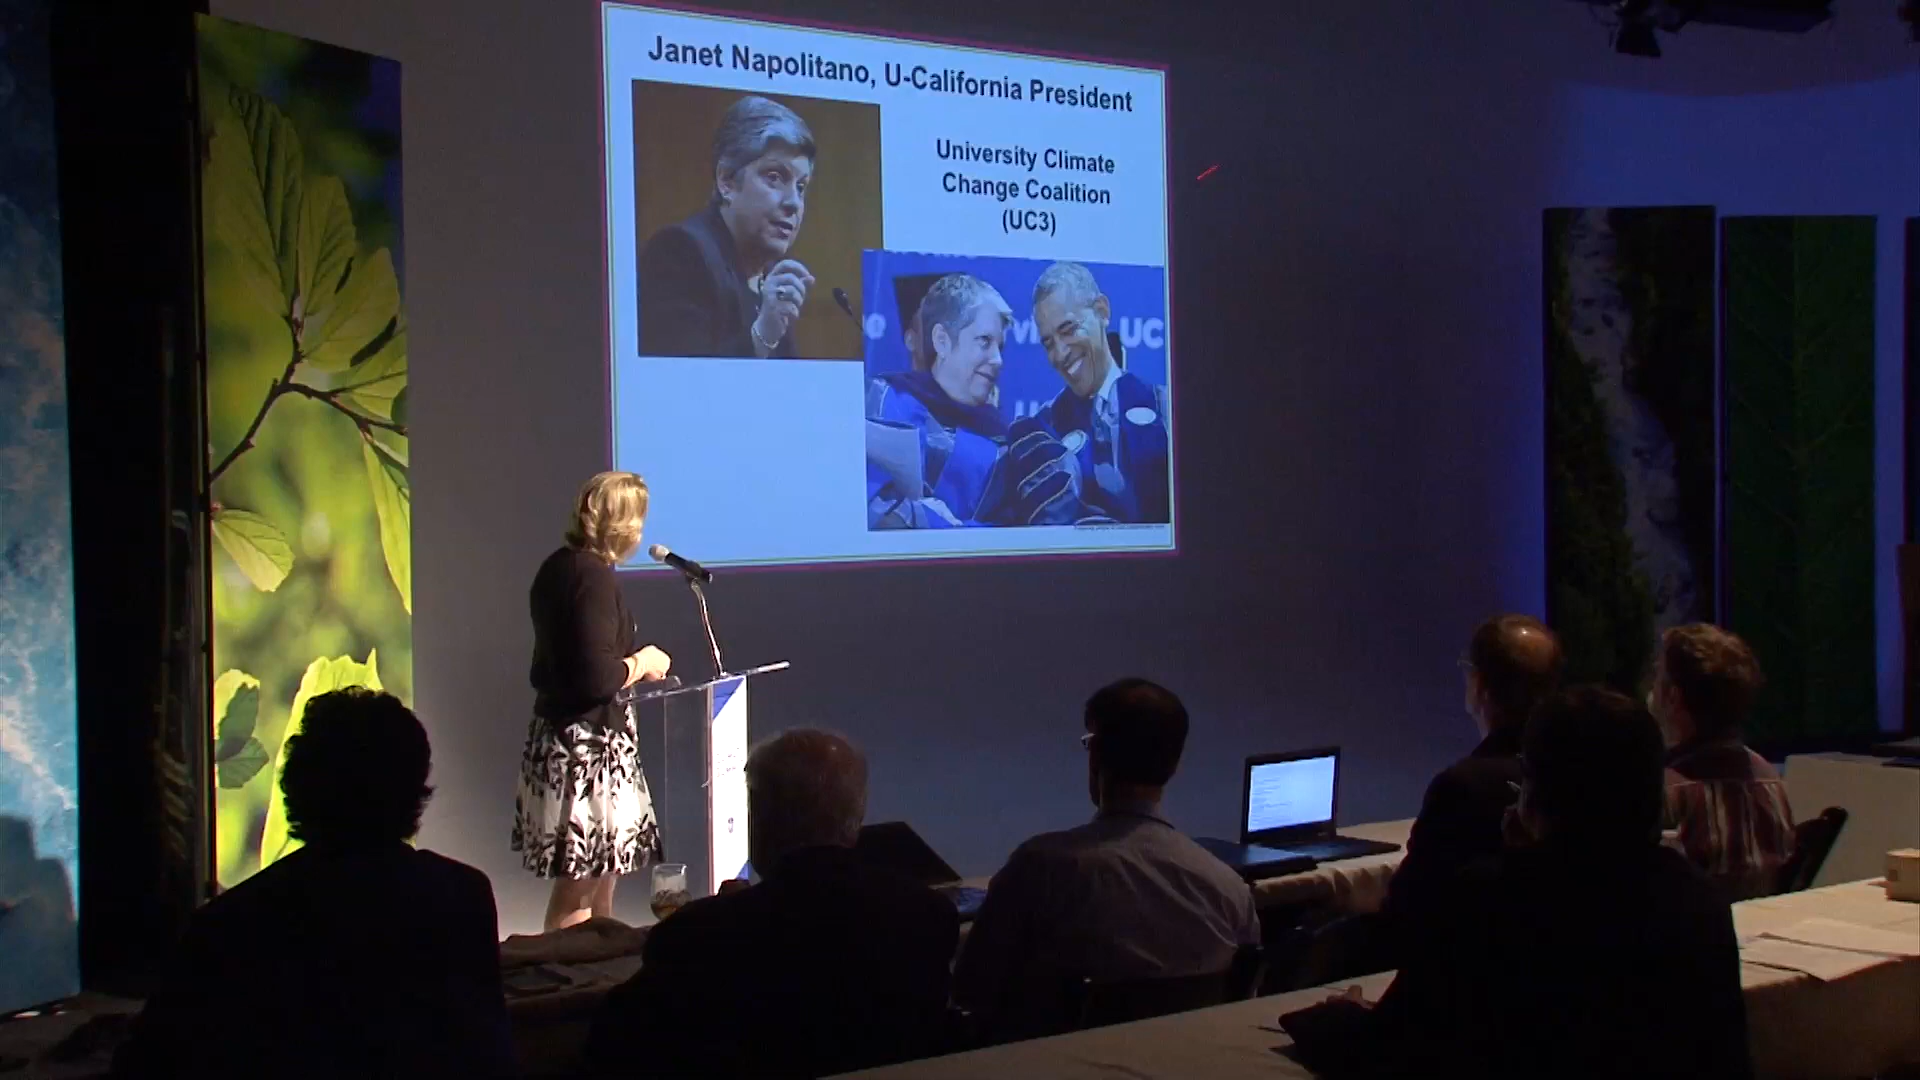 Janet Napolitano, U-California President
University Climate
Change Coalition
(UC3)
UC